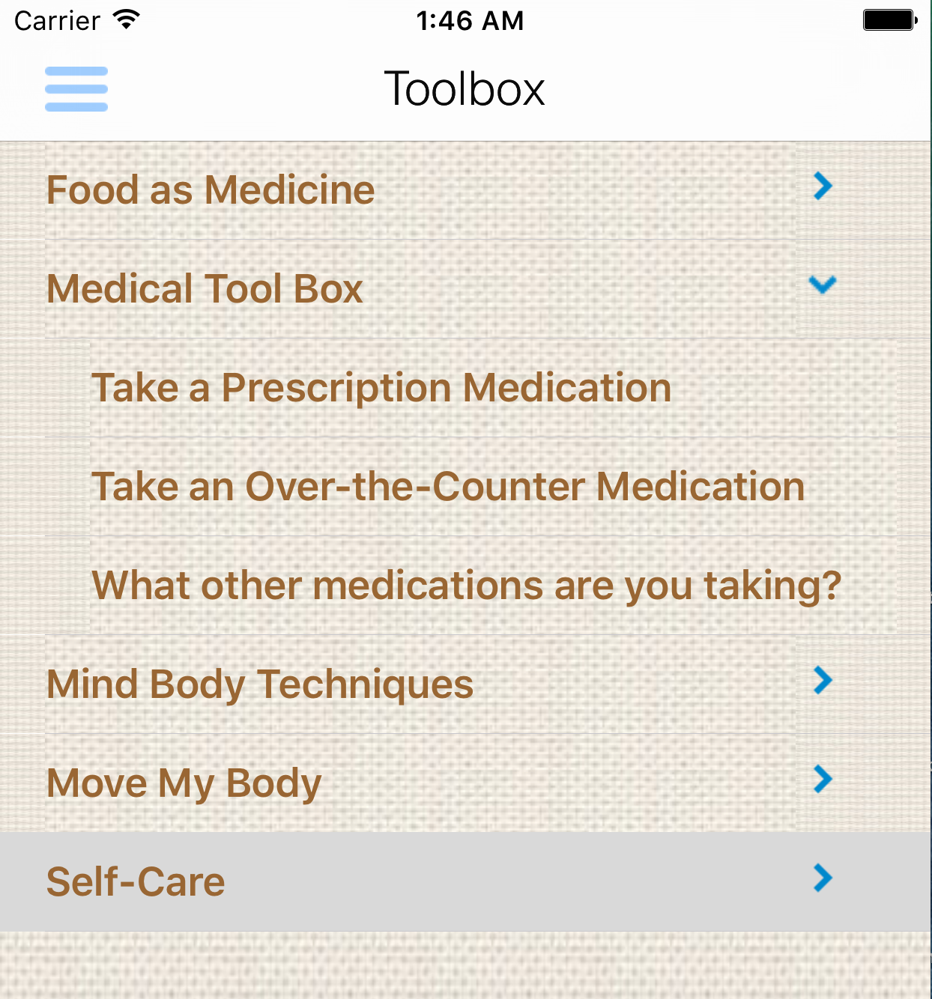 Carrier 1:46 AM
Toolbox
Food as Medicine
Medical Tool Box
Take a Prescription Medication
Take an Over-the-Counter Medication
What other medications are you taking?
Mind Body Techniques
Move My Body
Self-Care